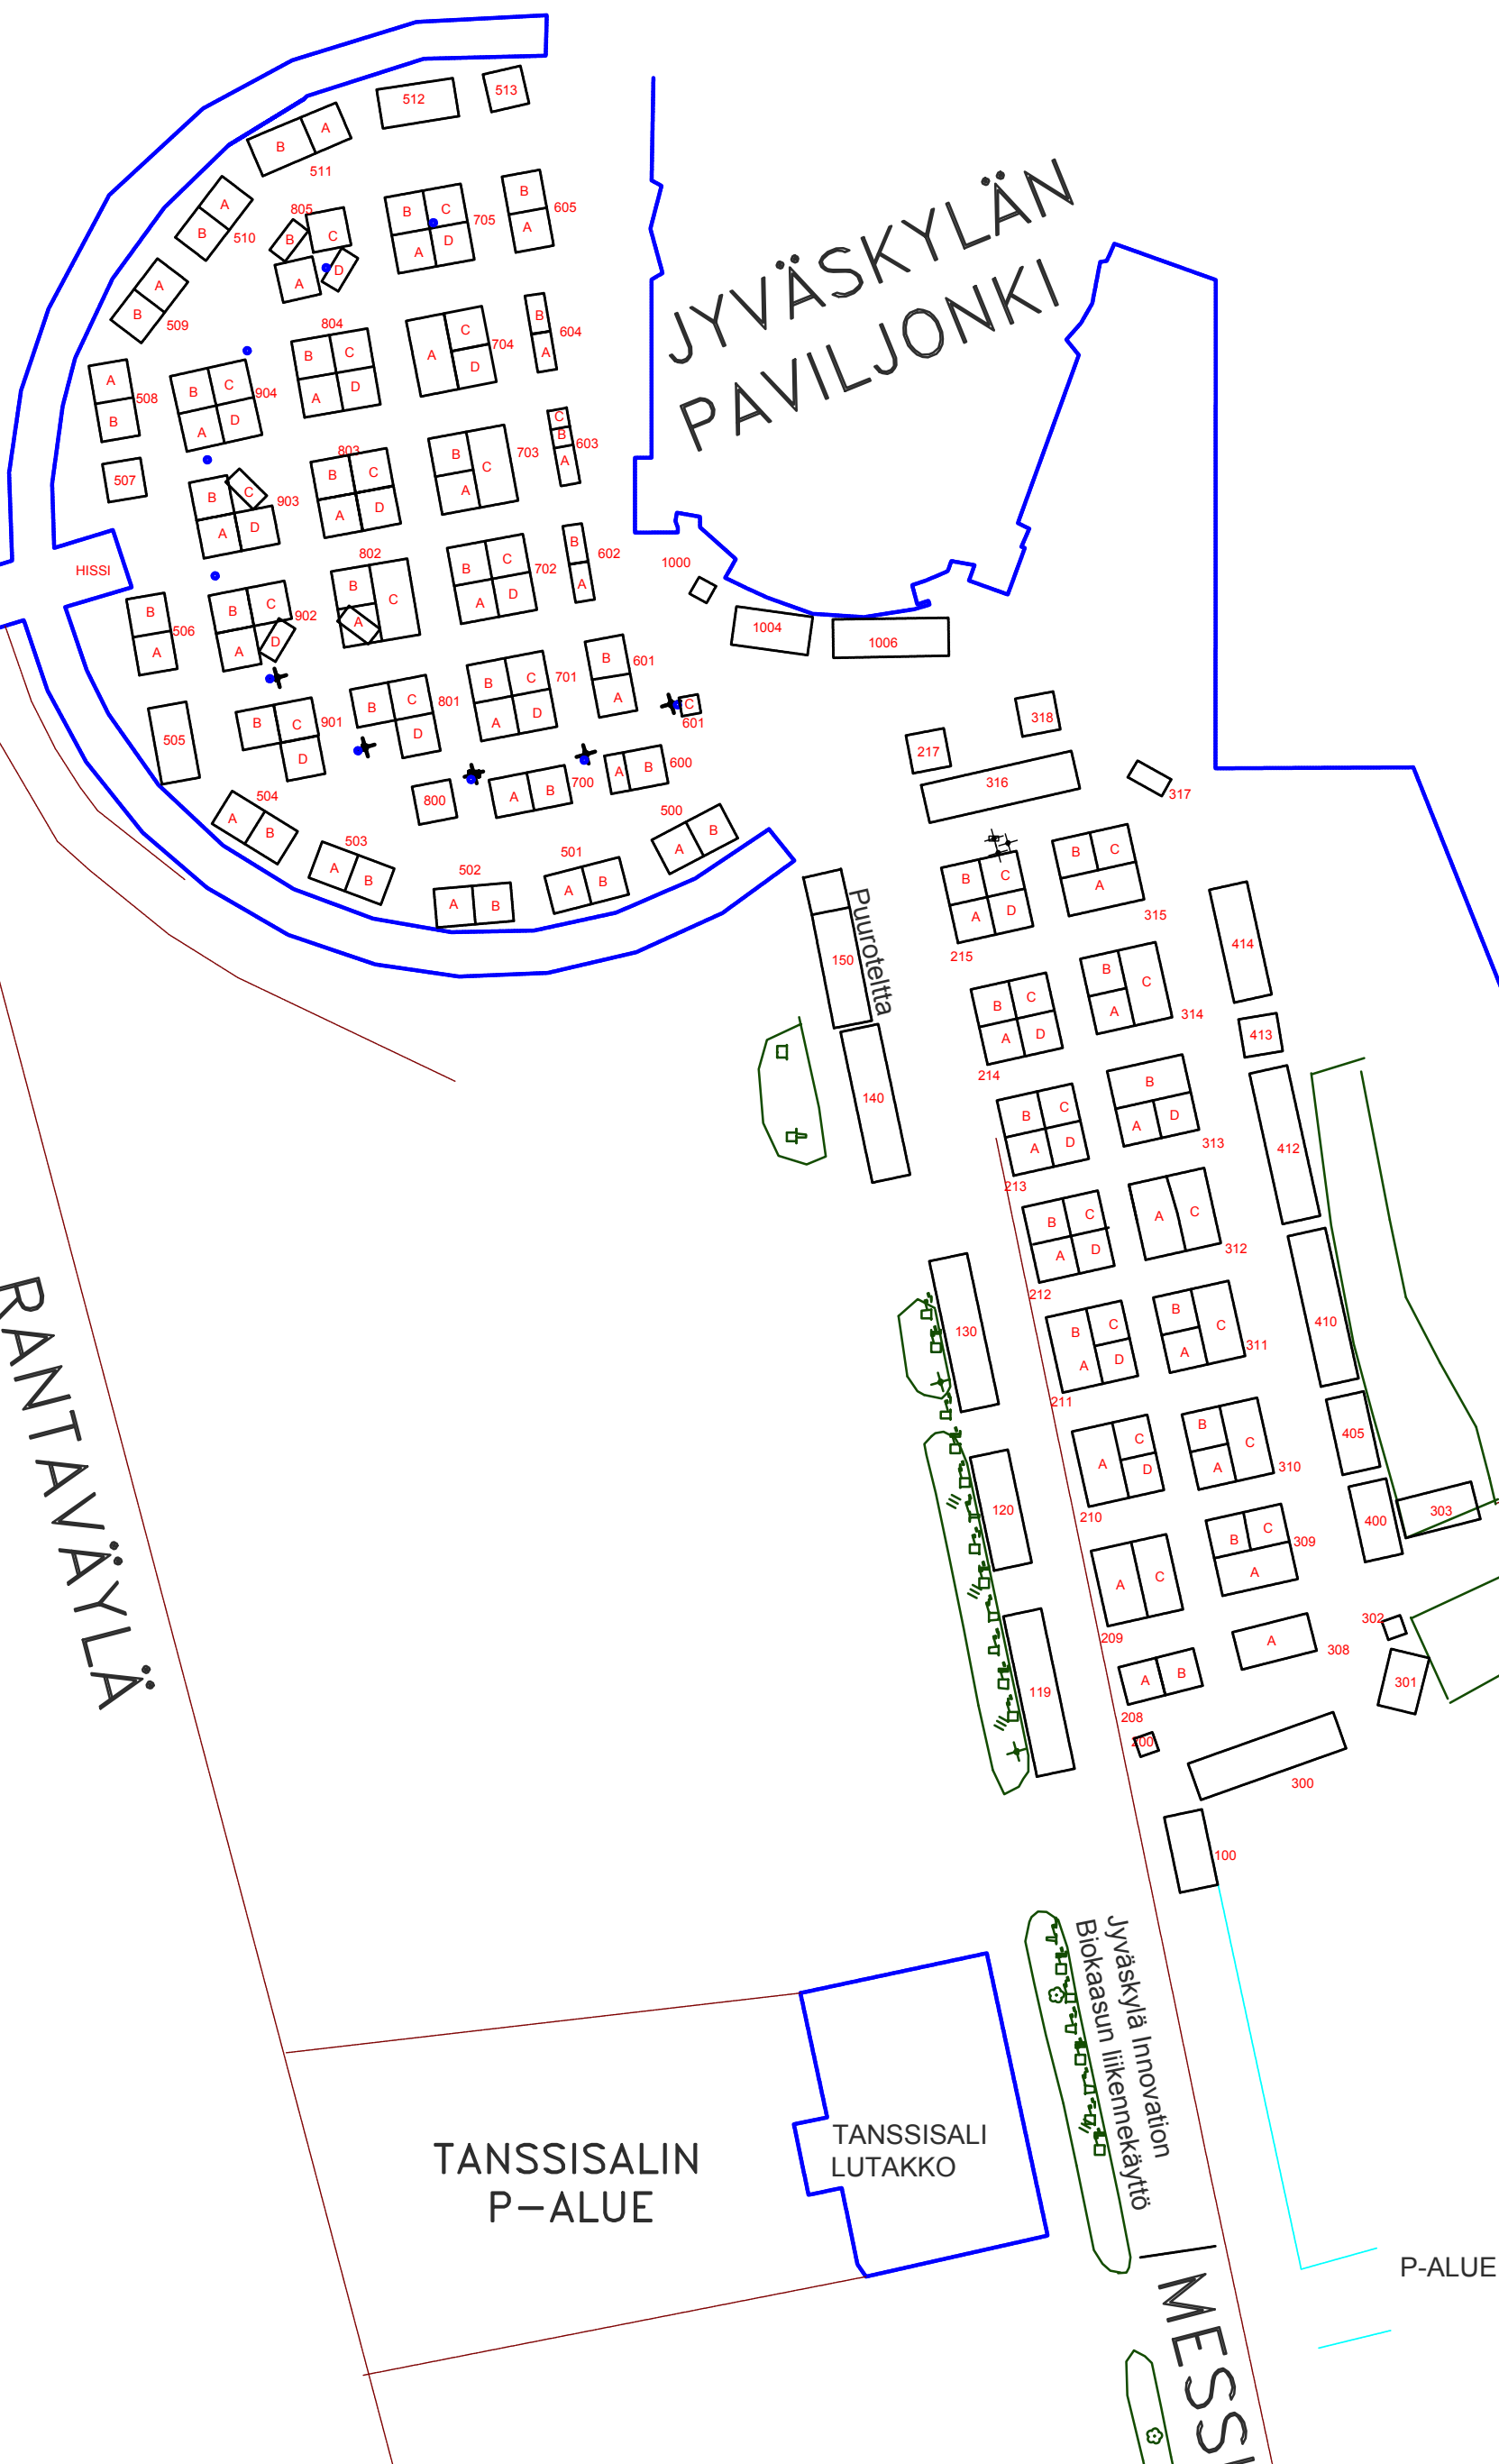 512
513
B A
511
A
B
510
805
B C
A D
B C
A D
705
B
A
605
A
B
509
804
B C
A D
A C
D
704
B
A
604
A
B
508
B C
A D
904
803
B C
A D
B
C
A
703
C
B
A
603
507
B C
A D
903
802
B
C
A
B C
A D
702
B
A
602
1000
HISSI
B
A
506
B C
A D
902
1004
1006
505
B C
D
901
B C
D
801
B C
A D
701
B
A
601
C
601
504
A B
503
A B
800
A B
700
A B
600
500
A B
502
A B
501
A B
JYVÄSKYLÄN
PAVILJONKI
318
217
316
317
B C
A D
215
B C
A
315
414
150
Puuroteltta
B C
A D
214
B
C
A
314
413
140
B C
A D
213
B
A D
313
412
B C
A D
212
A C
312
130
B C
A D
211
B
C
A
311
410
120
A C
D
210
B
C
A
310
405
A C
209
B C
A
309
400
303
119
A B
208
A
308
302
301
200
300
100
RANTAVÄYLÄ
Jyväskylä Innovation
Biokaasun liikennekäyttö
TANSSISALIN
P-ALUE
TANSSISALI
LUTAKKO
P-ALUE
MESSI